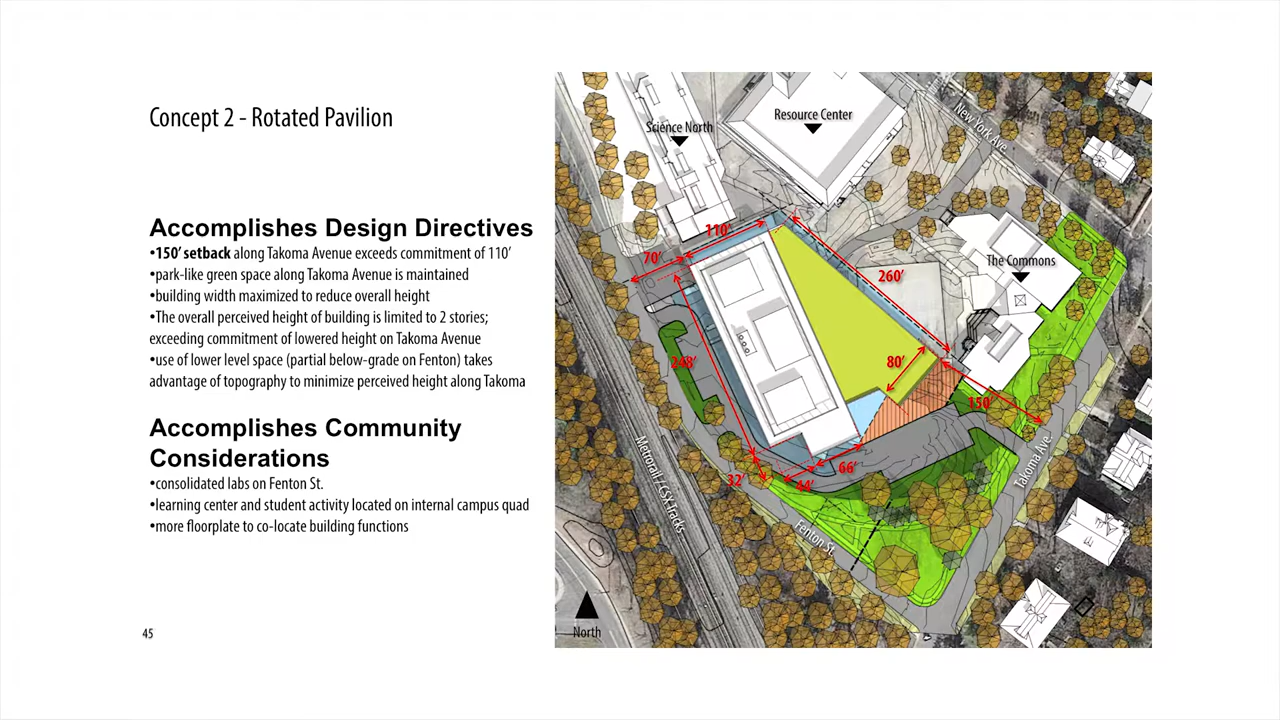 Concept 2 - Rotated Pavilion
Accomplishes Design Directives
•150’ setback along Takoma Avenue exceeds commitment of 110’
•park-like green space along Takoma Avenue is maintained
•building width maximized to reduce overall height
•The overall perceived height of building is limited to 2 stories;
exceeding commitment of lowered height on Takoma Avenue
•use of lower level space (partial below-grade on Fenton) takes
advantage of topography to minimize perceived height along Takoma
Accomplishes Community
Considerations
•consolidated labs on Fenton St.
•learning center and student activity located on internal campus quad
•more floorplate to co-locate building functions
45
Science North
Resource Center
New York Ave
110’
70’
260’
The Commons
248’
80’
150’
66’
44’
32’
Metrorail / CSX Tracks
Fenton St.
Takoma Ave.
North